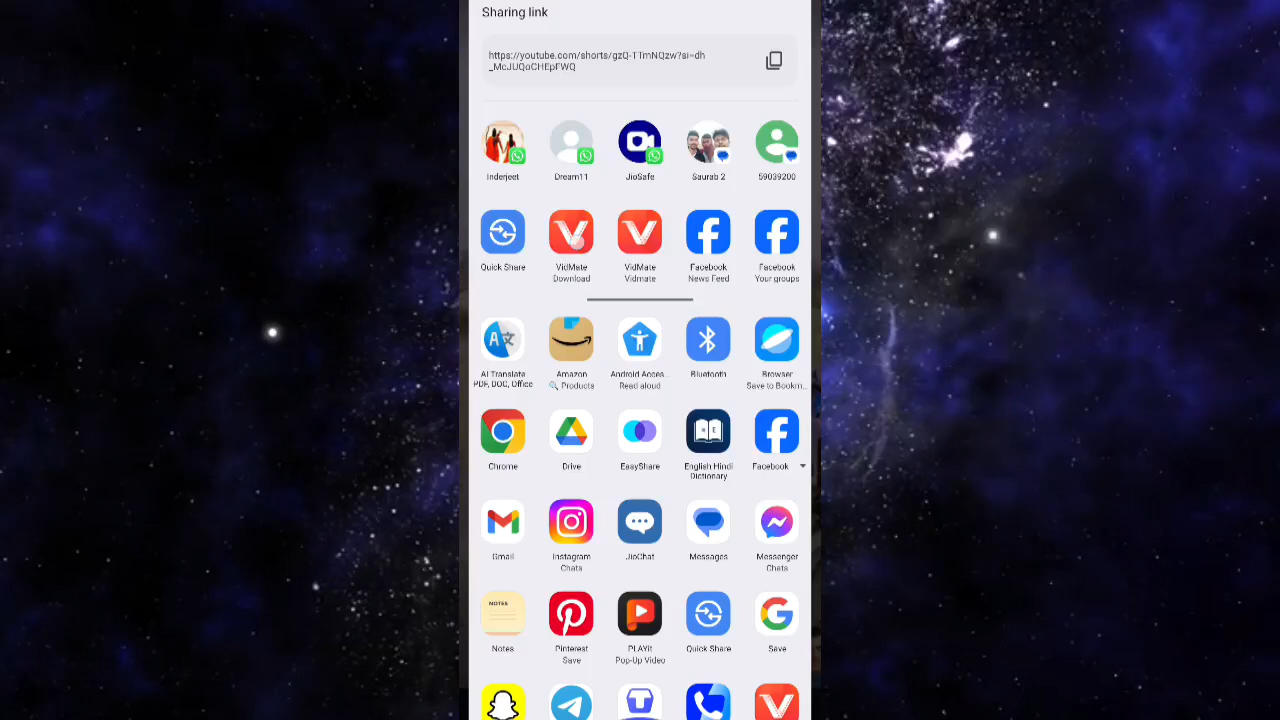 Sharing link
https://youtube.com/shorts/gzQ-TTmNQzw?si=dh
_McJUQoCHEpFWQ
Inderjeet
Dream11
JioSafe
Saurab 2
59039200
Quick Share
VidMate
Download
VidMate
Vidmate
Facebook
News Feed
Facebook
Your groups
AI Translate
PDF, DOC, Office
Amazon
🔍 Products
Android Acces...
Read aloud
Bluetooth
Browser
Save to Bookm...
Chrome
Drive
EasyShare
H E
English Hindi
Dictionary
Facebook
Gmail
Instagram
Chats
JioChat
Messages
Messenger
Chats
NOTES
Notes
Pinterest
Save
PLAYit
Pop-Up Video
Quick Share
Save